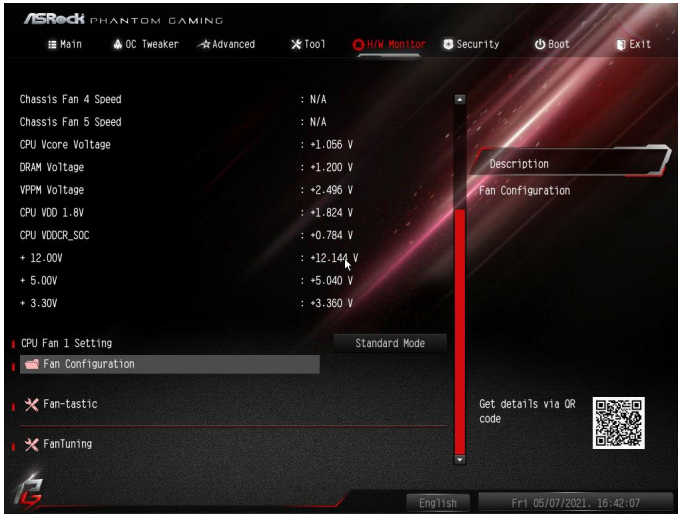 ASRock PHANTOM GAMING
Main OC Tweaker Advanced Tool H/W Monitor Security Boot Exit
Chassis Fan 4 Speed : N/A
Chassis Fan 5 Speed : N/A
CPU Vcore Voltage : +1.056 V
DRAM Voltage : +1.200 V
VPPM Voltage : +2.496 V
CPU VDD 1.8V : +1.824 V
CPU VDDCR_SOC : +0.784 V
+ 12.00V : +12.144 V
+ 5.00V : +5.040 V
+ 3.30V : +3.360 V
CPU Fan 1 Setting Standard Mode
Fan Configuration
Fan-tastic
FanTuning
Description
Fan Configuration
Get details via QR
code
English Fri 05/07/2021, 16:42:07